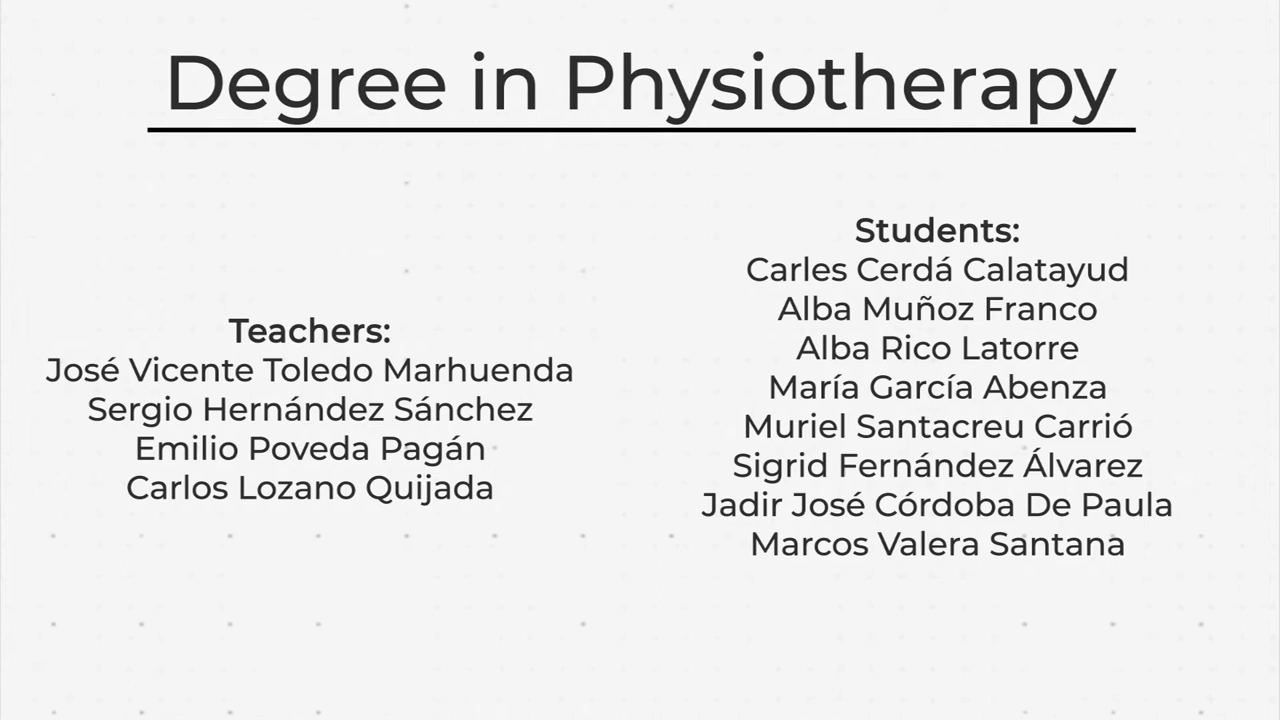 Degree in Physiotherapy
Teachers:
José Vicente Toledo Marhuenda
Sergio Hernández Sánchez
Emilio Poveda Pagán
Carlos Lozano Quijada
Students:
Carles Cerdá Calatayud
Alba Muñoz Franco
Alba Rico Latorre
María García Abenza
Muriel Santacreu Carrió
Sigrid Fernández Álvarez
Jadir José Córdoba De Paula
Marcos Valera Santana